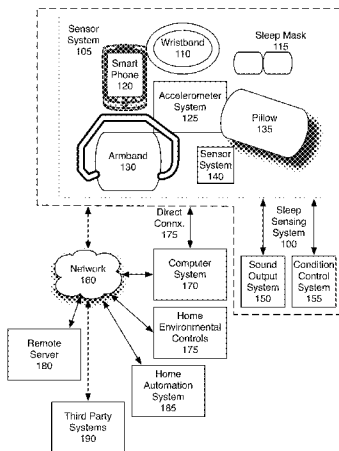 Sensor
System
105
Wristband
110
Sleep Mask
115
Smart
Phone
120
Accelerometer
System
125
Pillow
135
Armband
130
Sensor
System
140
Direct
Connx.
175
Sleep
Sensing
System
100
Network
160
Computer
System
170
Sound
Output
System
150
Condition
Control
System
155
Home
Environmental
Controls
175
Remote
Server
180
Home
Automation
System
185
Third Party
Systems
190